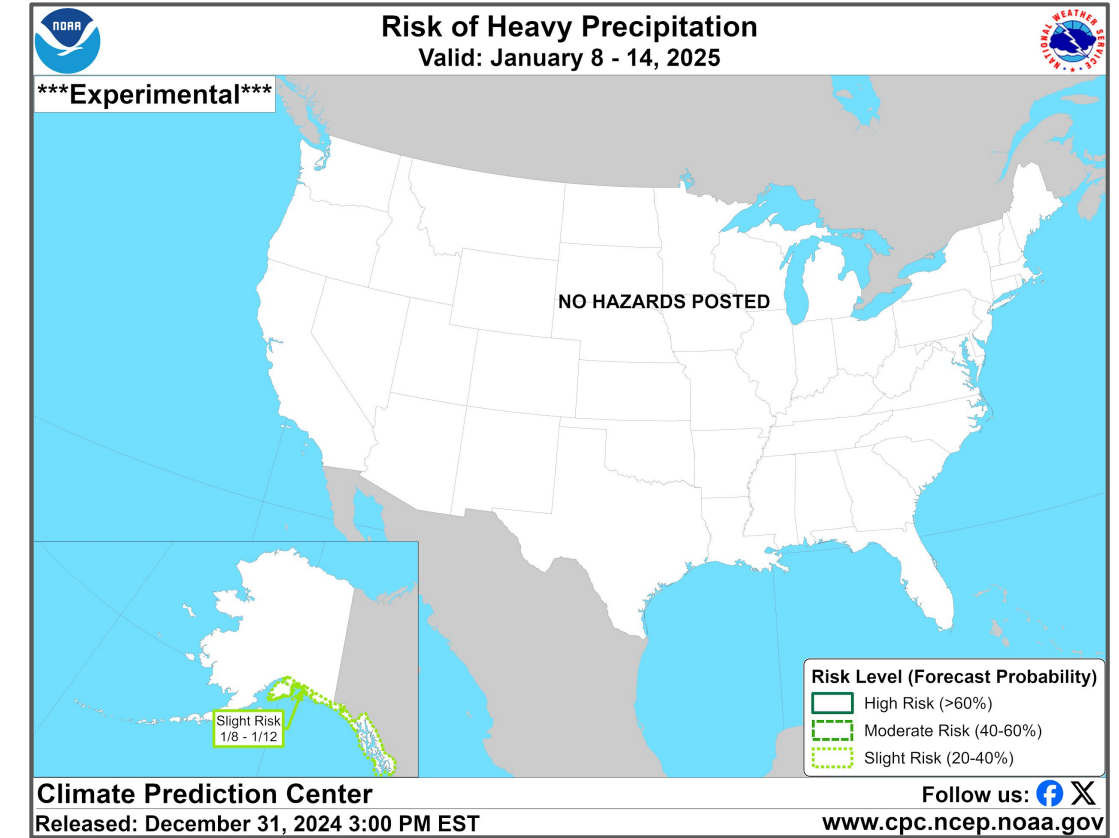 NOAA
Risk of Heavy Precipitation
Valid: January 8 - 14, 2025
NATIONAL WEATHER SERVICE
***Experimental***
NO HAZARDS POSTED
Slight Risk
1/8 - 1/12
Risk Level (Forecast Probability)
High Risk (>60%)
Moderate Risk (40-60%)
Slight Risk (20-40%)
Climate Prediction Center
Follow us:
Released: December 31, 2024 3:00 PM EST
www.cpc.ncep.noaa.gov